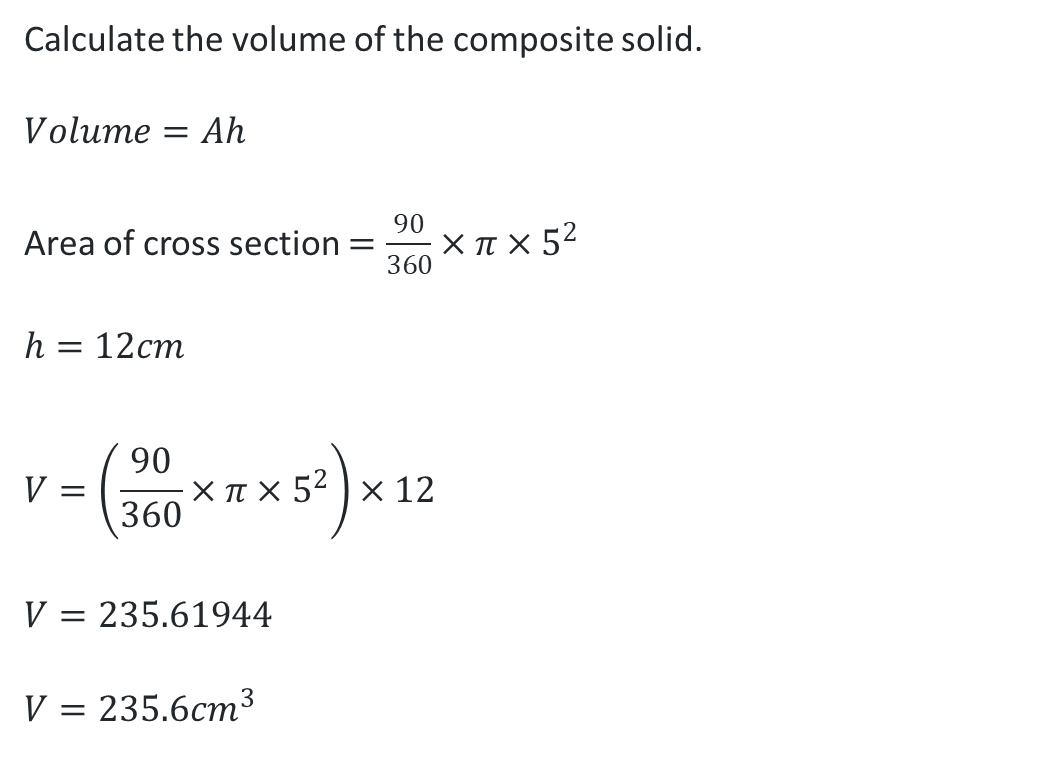 Calculate the volume of the composite solid.
Volume = Ah
Area of cross section = 90/360 × π × 5²
h = 12cm
V = (90/360 × π × 5²) × 12
V = 235.61944
V = 235.6cm³